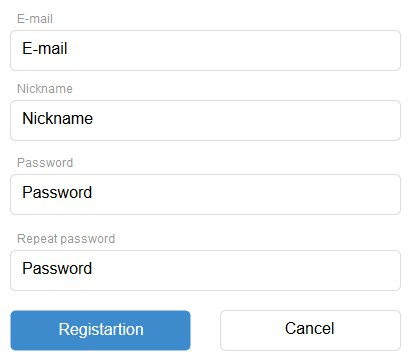 E-mail
E-mail
Nickname
Nickname
Password
Password
Repeat password
Password
Registartion Cancel